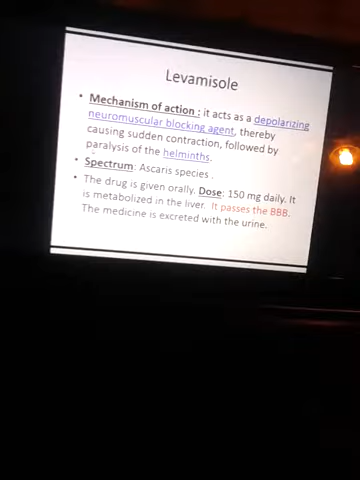 Levamisole
• Mechanism of action : it acts as a depolarizing
neuromuscular blocking agent, thereby
causing sudden contraction, followed by
paralysis of the helminths.
• Spectrum: Ascaris species .
• The drug is given orally. Dose: 150 mg daily. It
is metabolized in the liver. It passes the BBB.
The medicine is excreted with the urine.